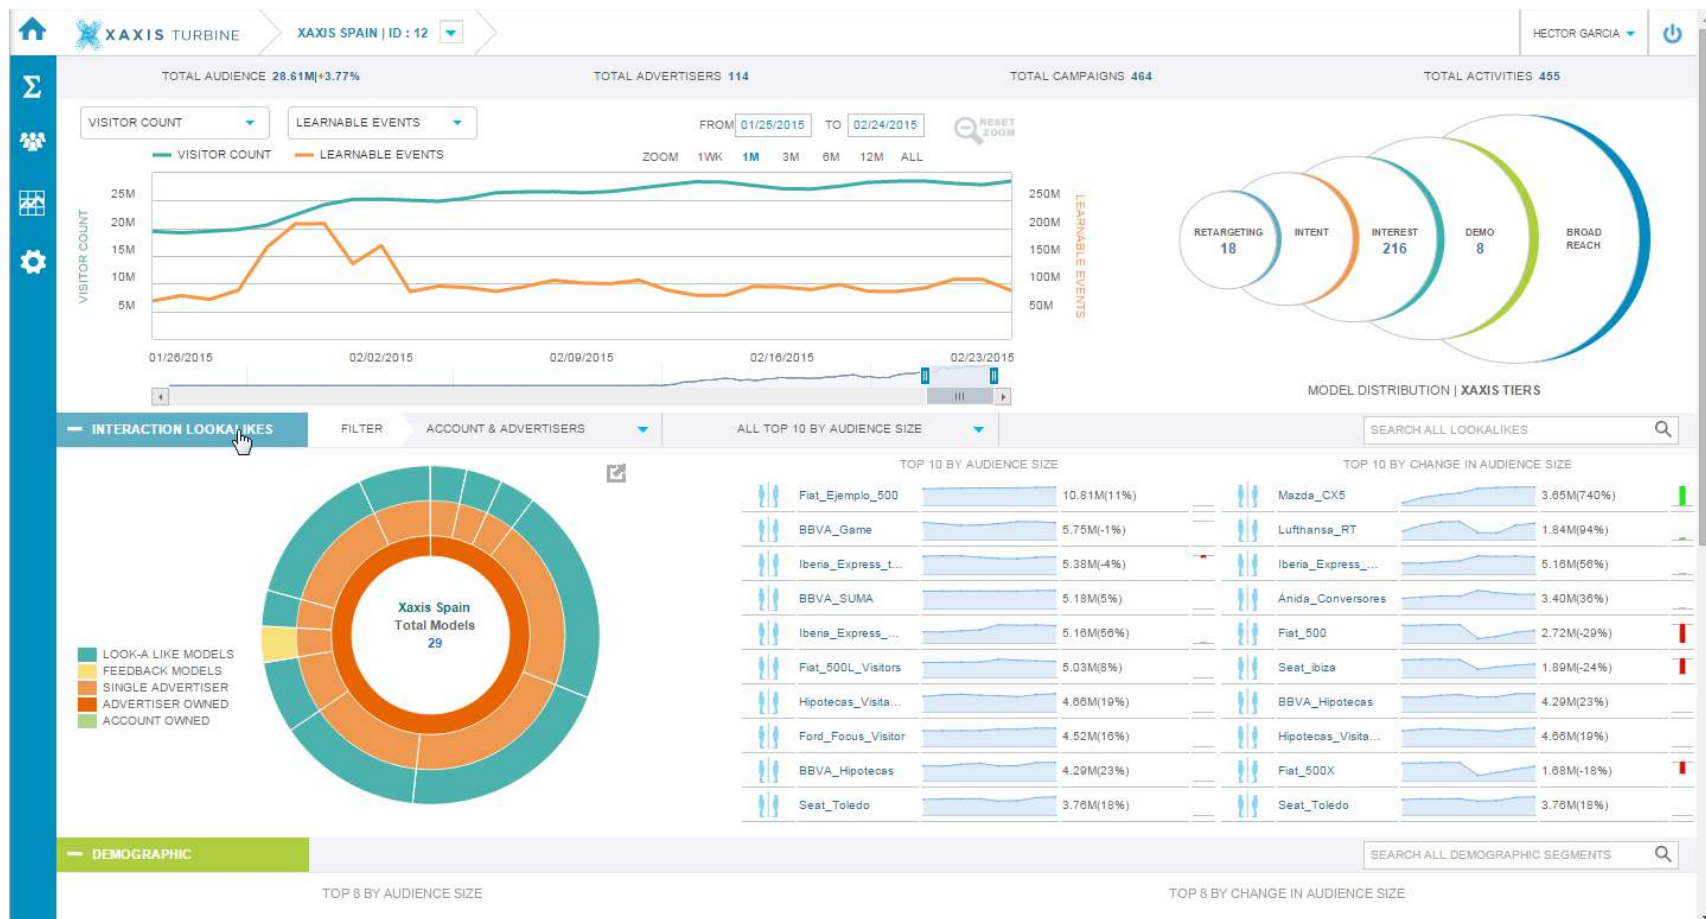 XAXIS TURBINE
XAXIS SPAIN | ID : 12
HECTOR GARCIA
TOTAL AUDIENCE 28.61M|+3.77%
TOTAL ADVERTISERS 114
TOTAL CAMPAIGNS 464
TOTAL ACTIVITIES 455
VISITOR COUNT
LEARNABLE EVENTS
FROM 01/25/2015 TO 02/24/2015
RESET
ZOOM
VISITOR COUNT
LEARNABLE EVENTS
ZOOM 1WK 1M 3M 6M 12M ALL
VISITOR COUNT
25M
20M
15M
10M
5M
250M
200M
150M
100M
50M
LEARNABLE EVENTS
01/26/2015
02/02/2015
02/09/2015
02/16/2015
02/23/2015
RETARGETING
18
INTENT
INTEREST
216
DEMO
8
BROAD
REACH
MODEL DISTRIBUTION | XAXIS TIERS
INTERACTION LOOKALIKES
FILTER
ACCOUNT & ADVERTISERS
ALL TOP 10 BY AUDIENCE SIZE
SEARCH ALL LOOKALIKES
Xaxis Spain
Total Models
29
LOOK-A LIKE MODELS
FEEDBACK MODELS
SINGLE ADVERTISER
ADVERTISER OWNED
ACCOUNT OWNED
TOP 10 BY AUDIENCE SIZE
Fiat_Ejemplo_500 10.81M(11%)
BBVA_Game 5.75M(-1%)
Iberia_Express_t... 5.38M(-4%)
BBVA_SUMA 5.18M(5%)
Iberia_Express_... 5.16M(56%)
Fiat_500L_Visitors 5.03M(8%)
Hipotecas_Visita... 4.66M(19%)
Ford_Focus_Visitor 4.52M(16%)
BBVA_Hipotecas 4.29M(23%)
Seat_Toledo 3.76M(18%)
TOP 10 BY CHANGE IN AUDIENCE SIZE
Mazda_CX5 3.65M(740%)
Lufthansa_RT 1.84M(94%)
Iberia_Express_... 5.16M(56%)
Anida_Conversores 3.40M(36%)
Fiat_500 2.72M(-29%)
Seat_ibiza 1.89M(-24%)
BBVA_Hipotecas 4.29M(23%)
Hipotecas_Visita... 4.66M(19%)
Fiat_500X 1.68M(-18%)
Seat_Toledo 3.76M(18%)
DEMOGRAPHIC
SEARCH ALL DEMOGRAPHIC SEGMENTS
TOP 8 BY AUDIENCE SIZE
TOP 8 BY CHANGE IN AUDIENCE SIZE